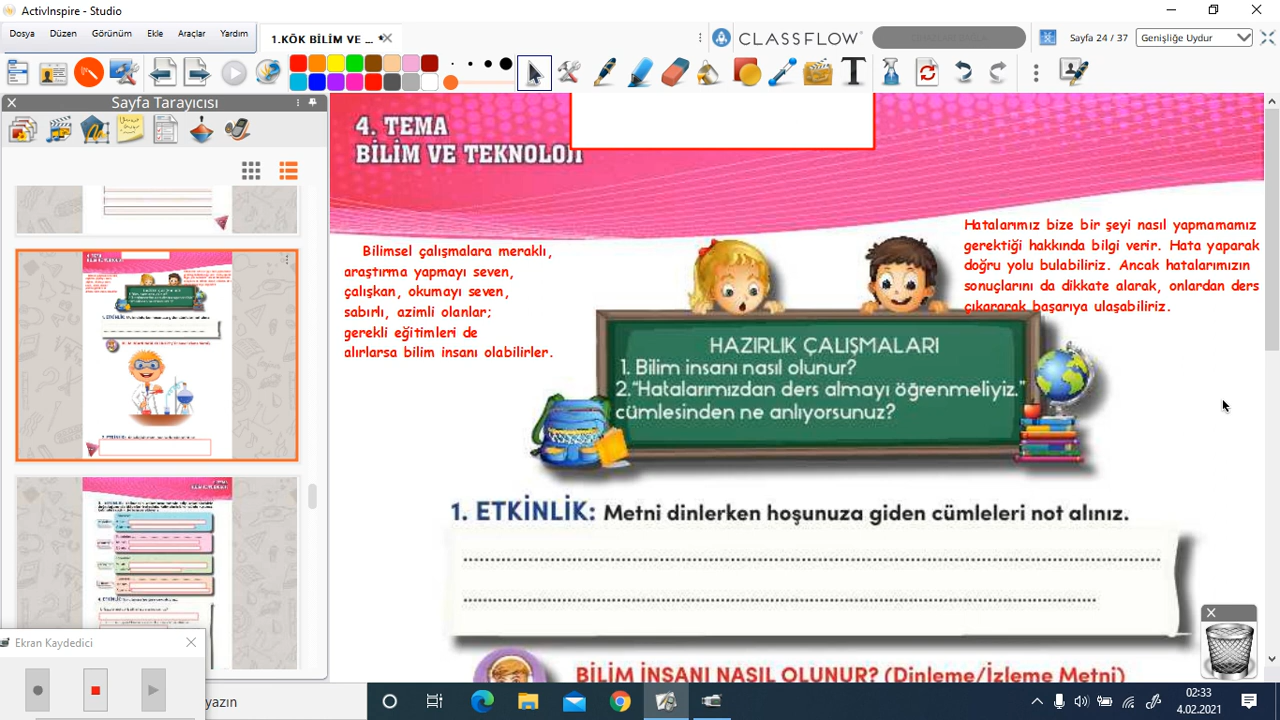 ActivInspire - Studio
Dosya Düzen Görünüm Ekle Araçlar Yardım
1.KÖK BİLİM VE ...
CLASSFLOW
Sayfa 24 / 37
Genişliğe Uydur
Sayfa Tarayıcısı
4. TEMA
BİLİM VE TEKNOLOJİ
Bilimsel çalışmalara meraklı,
araştırma yapmayı seven,
çalışkan, okumayı seven,
sabırlı, azimli olanlar;
gerekli eğitimleri de
alırlarsa bilim insanı olabilirler.
Hatalarımız bize bir şeyi nasıl yapmamamız
gerektiği hakkında bilgi verir. Hata yaparak
doğru yolu bulabiliriz. Ancak hatalarımızın
sonuçlarını da dikkate alarak, onlardan ders
çıkararak başarıya ulaşabiliriz.
HAZIRLIK ÇALIŞMALARI
1. Bilim insanı nasıl olunur?
2."Hatalarımızdan ders almayı öğrenmeliyiz."
cümlesinden ne anlıyorsunuz?
1. ETKİNLİK: Metni dinlerken hoşunuza giden cümleleri not alınız.
BİLİM İNSANI NASIL OLUNUR? (Dinleme/İzleme Metni)
Ekran Kaydedici
yazın
02:33
4.02.2021